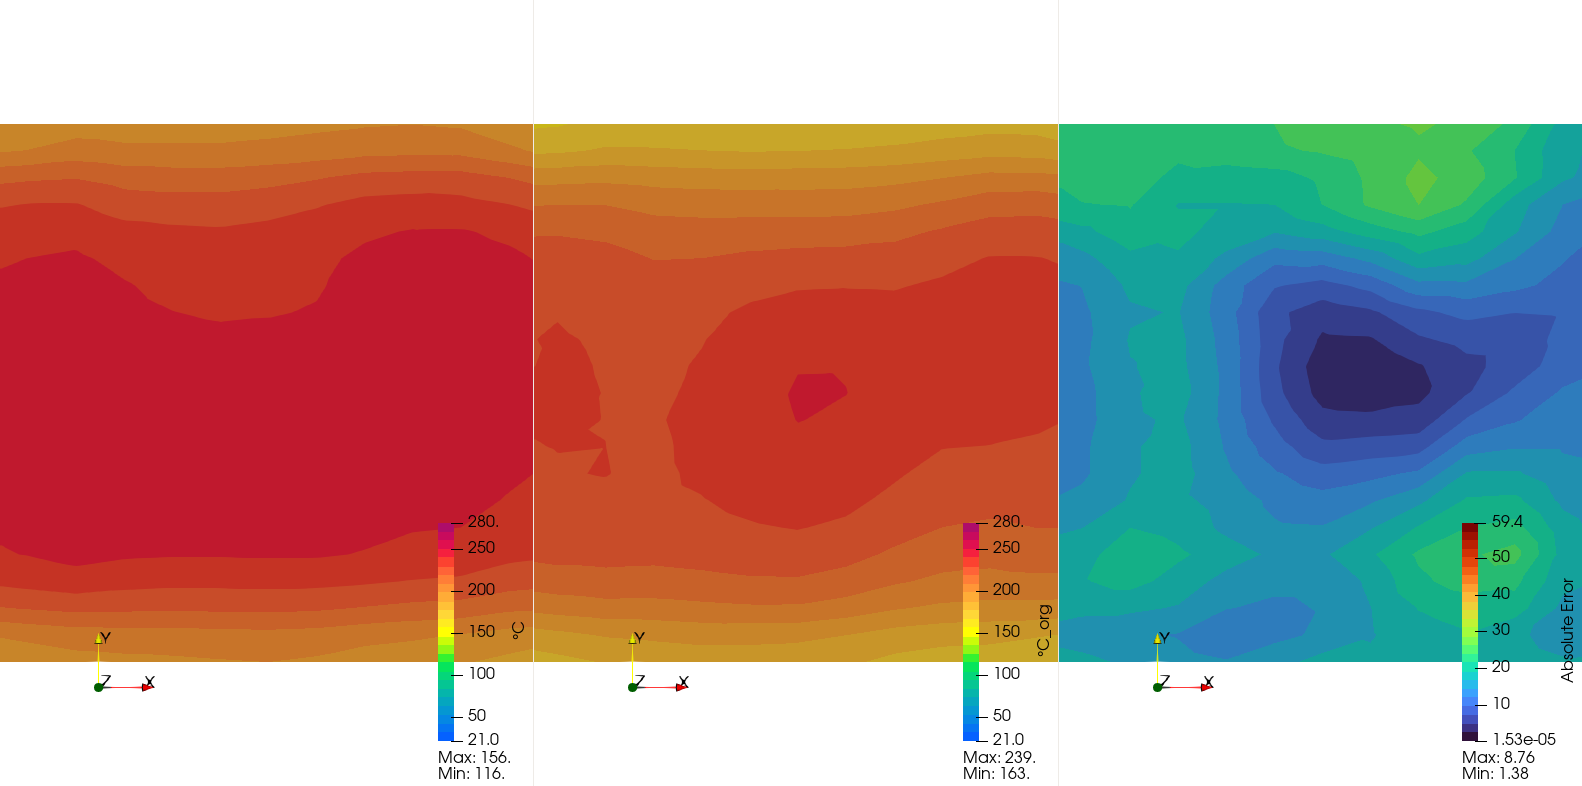 280.
250
200
150
100
50
21.0
°C
Max: 156.
Min: 116.
Y
Z
X
280.
250
200
150
100
50
21.0
°C_org
Max: 239.
Min: 163.
Y
Z
X
59.4
50
40
30
20
10
1.53e-05
Absolute Error
Max: 8.76
Min: 1.38
Y
Z
X